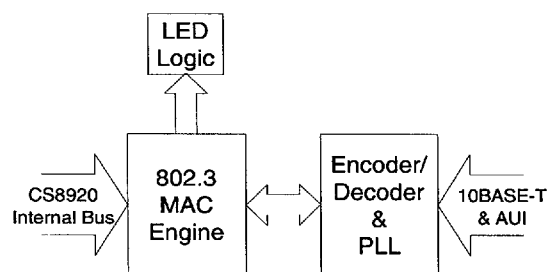 LED
Logic
CS8920
Internal Bus
802.3
MAC
Engine
Encoder/
Decoder
&
PLL
10BASE-T
& AUI